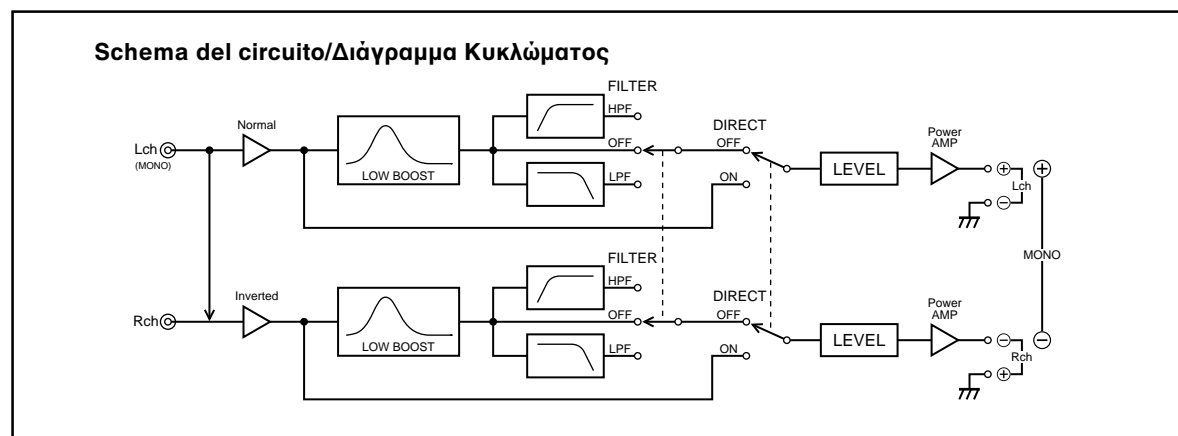 Schema del circuito/Διάγραμμα Κυκλώματος
FILTER
HPF
Normal
DIRECT
Power
AMP
Lch
(MONO)
OFF
OFF
LOW BOOST
LPF
ON
LEVEL
+
Lch
−
+
MONO
FILTER
HPF
Inverted
DIRECT
Power
AMP
Rch
OFF
OFF
LOW BOOST
LPF
ON
LEVEL
−
Rch
+
−